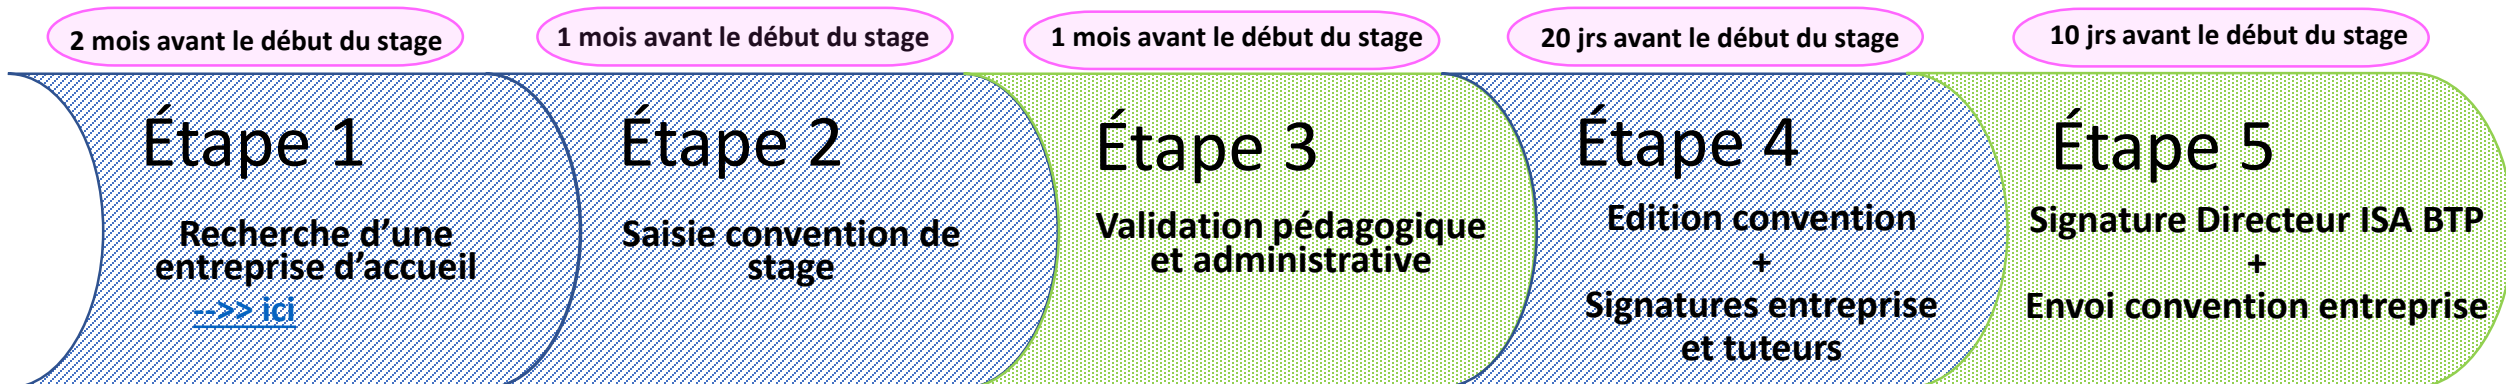 2 mois avant le début du stage
1 mois avant le début du stage
1 mois avant le début du stage
20 jrs avant le début du stage
10 jrs avant le début du stage
Étape 1
Recherche d’une
entreprise d’accueil
-->> ici
Étape 2
Saisie convention de
stage
Étape 3
Validation pédagogique
et administrative
Étape 4
Edition convention
+
Signatures entreprise
et tuteurs
Étape 5
Signature Directeur ISA BTP
+
Envoi convention entreprise